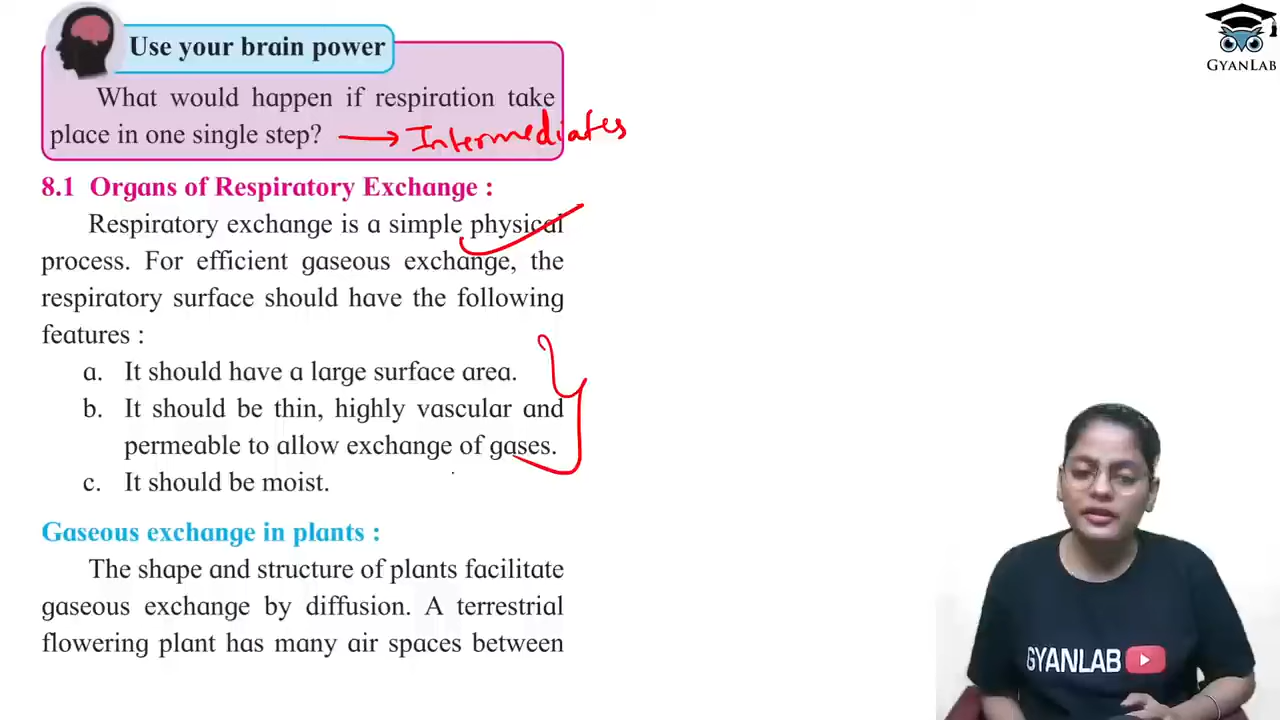 Use your brain power
GYANLAB
What would happen if respiration take
place in one single step? → Intermediates
8.1 Organs of Respiratory Exchange :
Respiratory exchange is a simple physical
process. For efficient gaseous exchange, the
respiratory surface should have the following
features :
a. It should have a large surface area.
b. It should be thin, highly vascular and
permeable to allow exchange of gases.
c. It should be moist.
Gaseous exchange in plants :
The shape and structure of plants facilitate
gaseous exchange by diffusion. A terrestrial
flowering plant has many air spaces between
GYANLAB